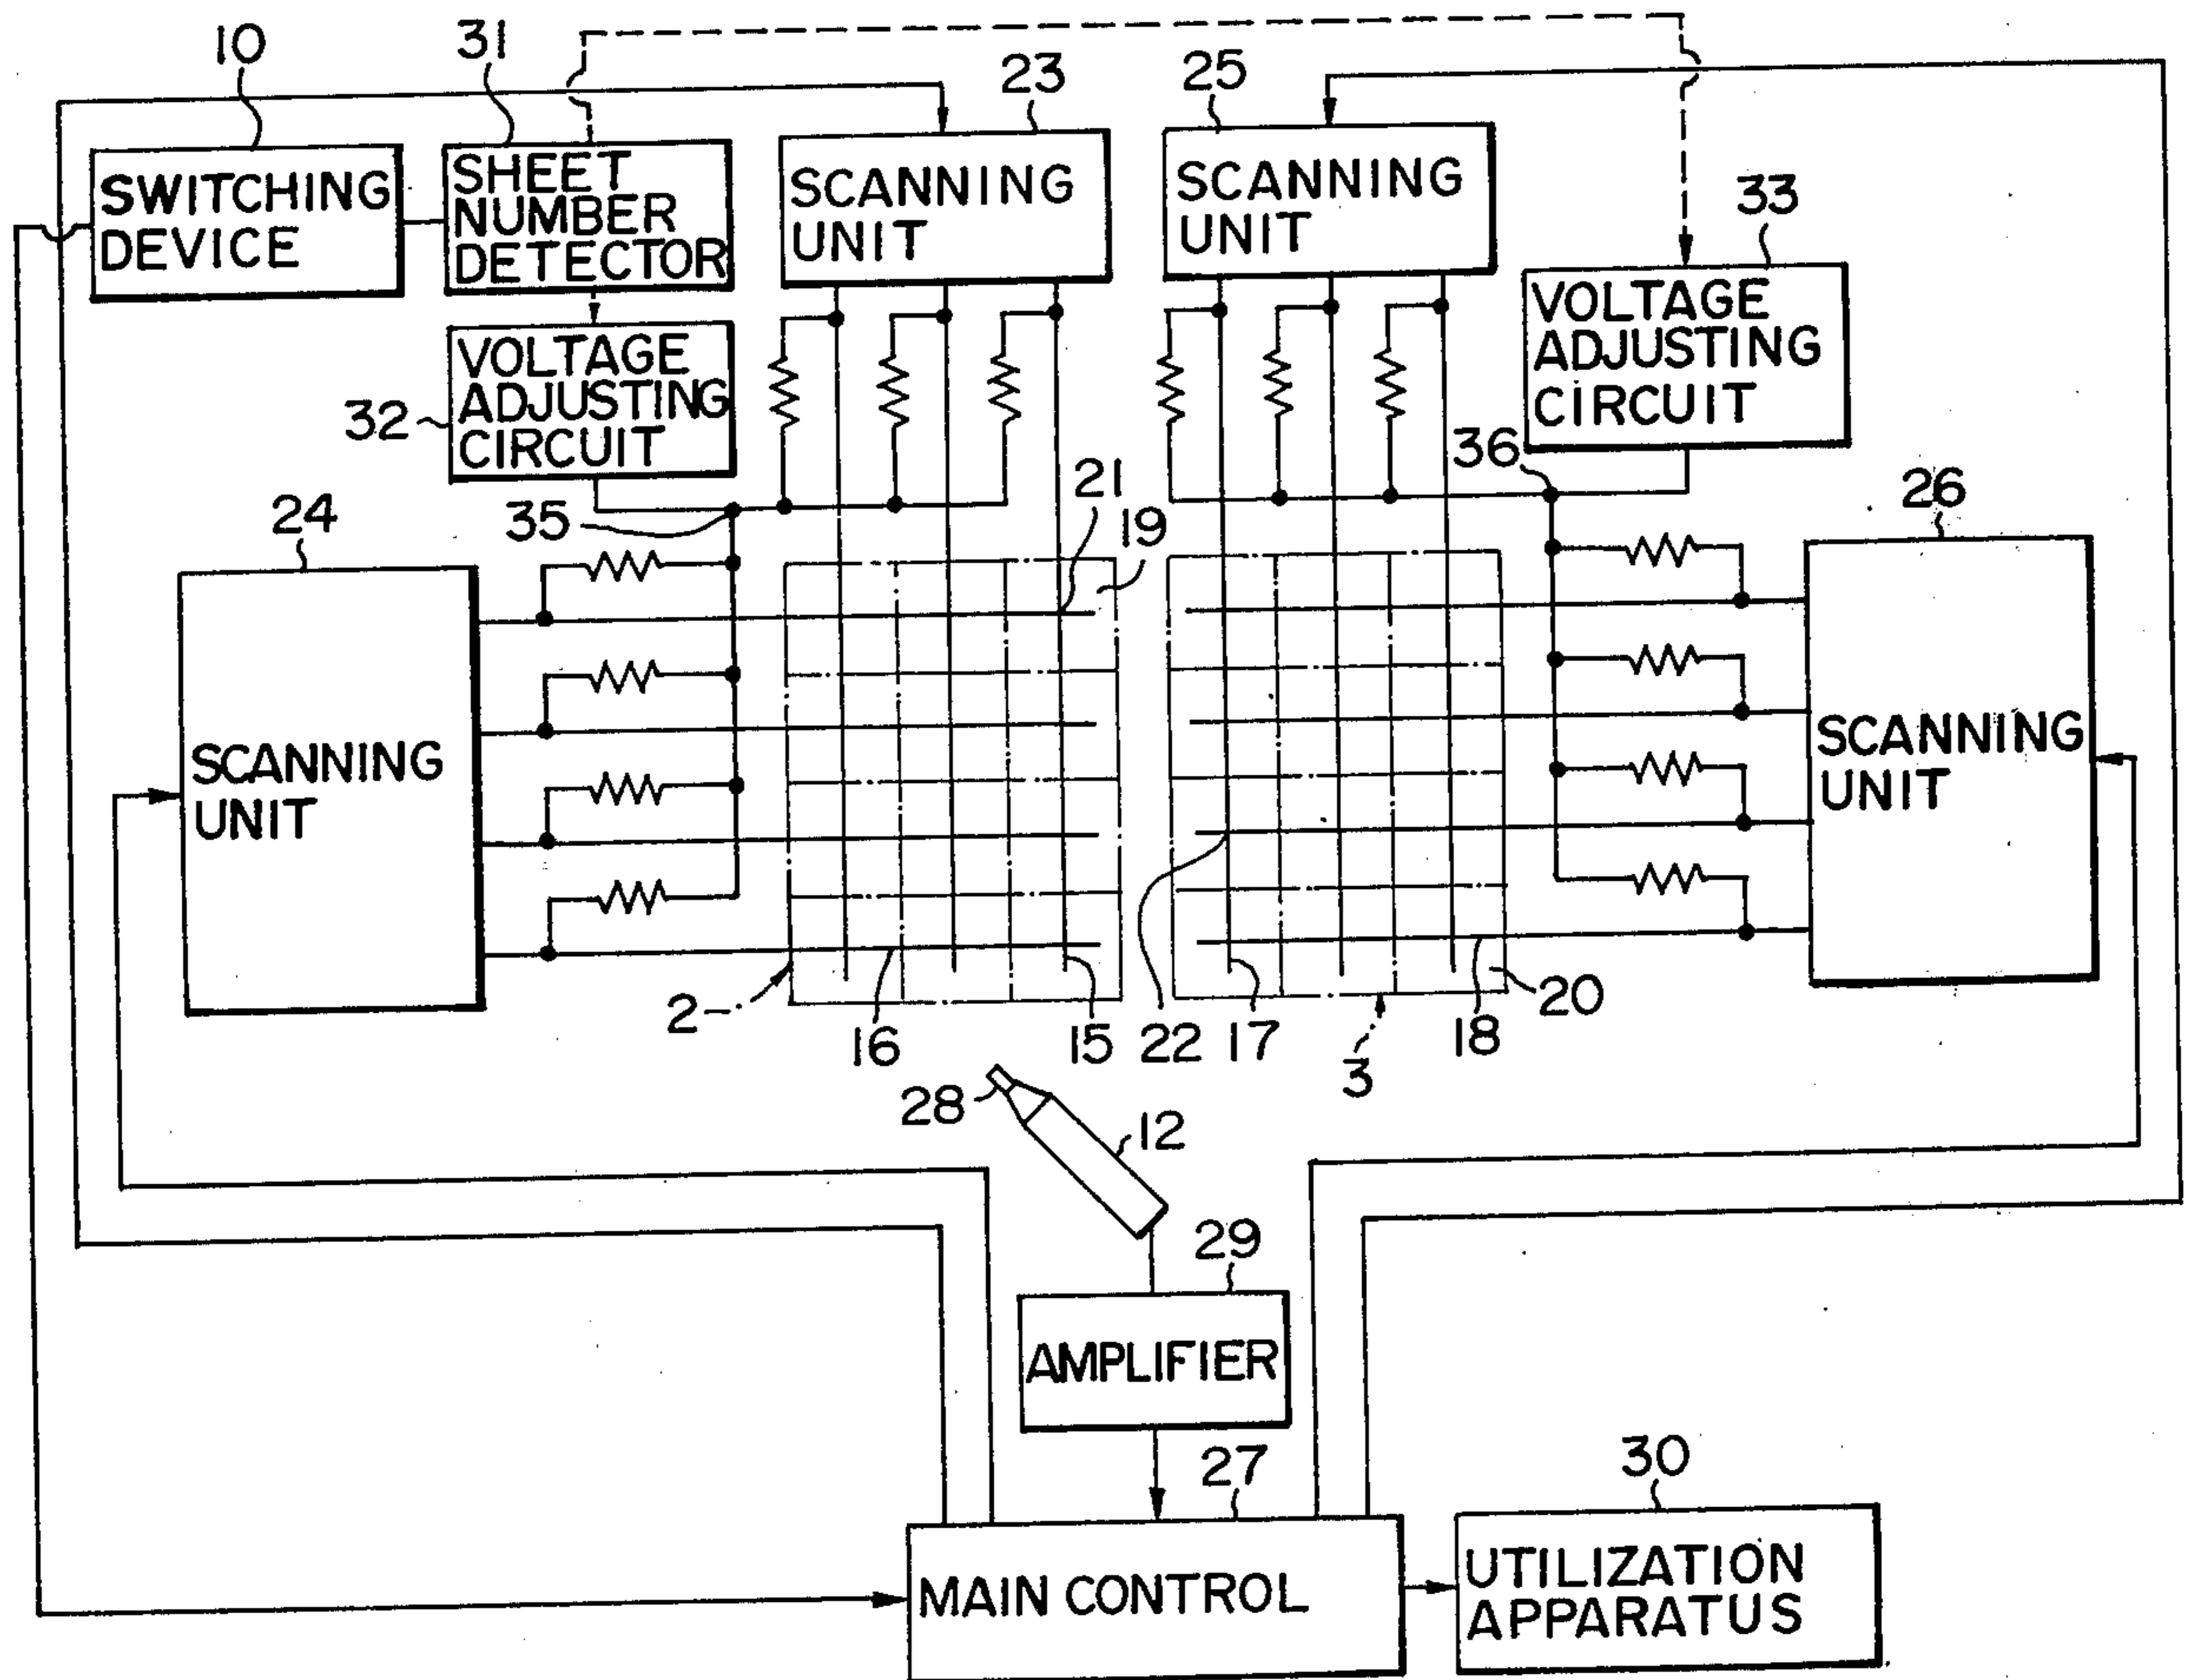 10
31
23
25
SWITCHING
DEVICE
SHEET
NUMBER
DETECTOR
SCANNING
UNIT
SCANNING
UNIT
33
VOLTAGE
ADJUSTING
CIRCUIT
32
VOLTAGE
ADJUSTING
CIRCUIT
36
24
35
21
19
26
SCANNING
UNIT
SCANNING
UNIT
2
16
15
22
17
3
18
20
28
12
29
AMPLIFIER
27
30
MAIN CONTROL
UTILIZATION
APPARATUS